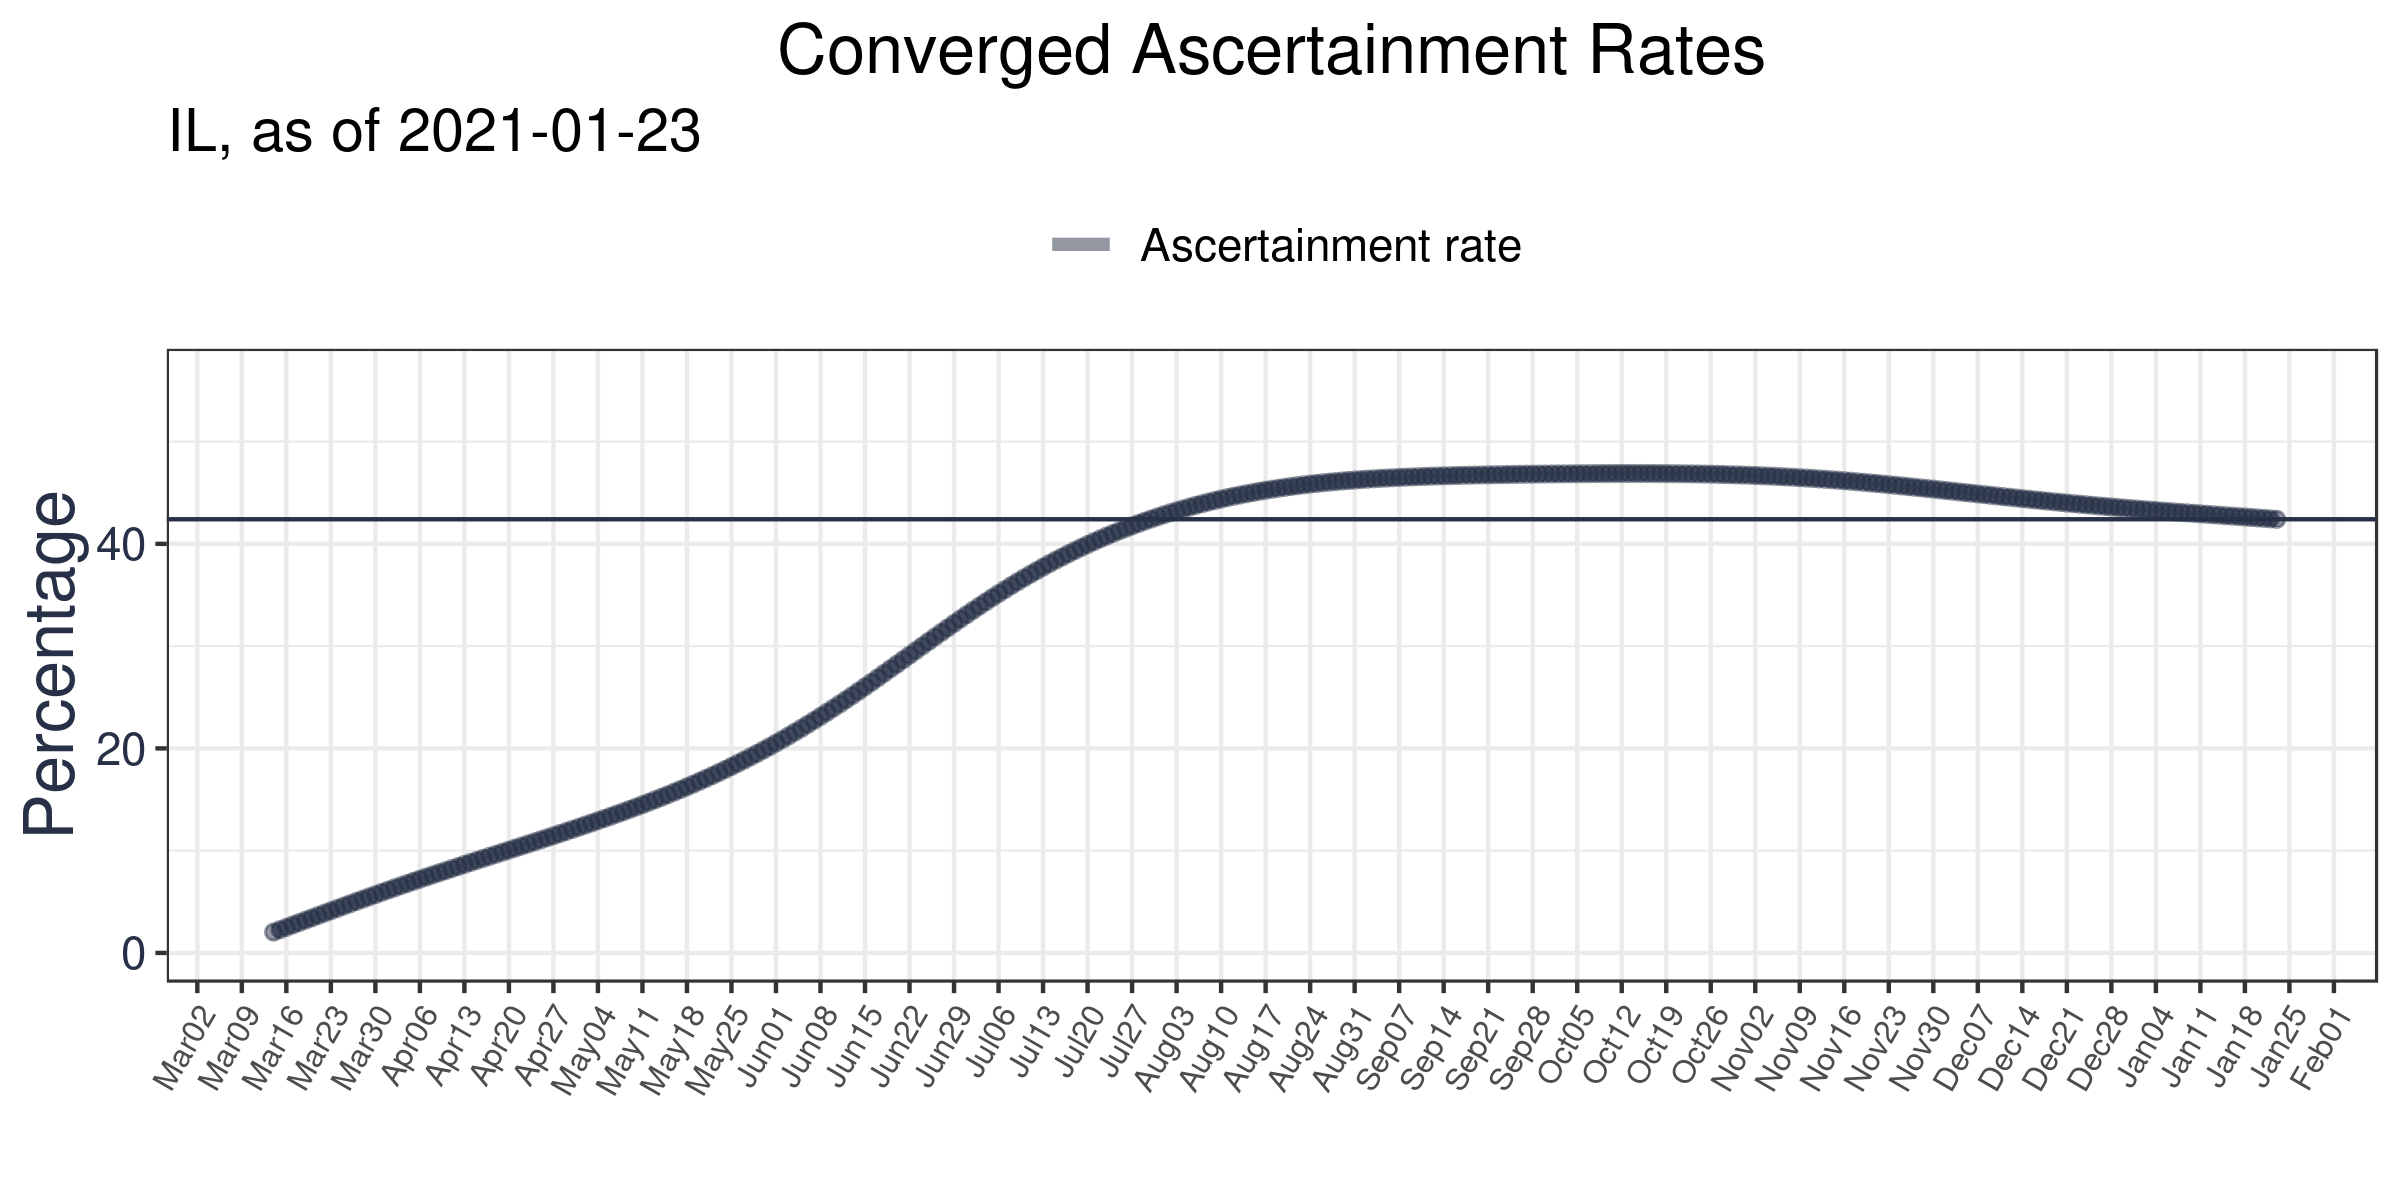 Converged Ascertainment Rates
IL, as of 2021-01-23
Ascertainment rate
Percentage
40
20
0
Mar02
Mar09
Mar16
Mar23
Mar30
Apr06
Apr13
Apr20
Apr27
May04
May11
May18
May25
Jun01
Jun08
Jun15
Jun22
Jun29
Jul06
Jul13
Jul20
Jul27
Aug03
Aug10
Aug17
Aug24
Aug31
Sep07
Sep14
Sep21
Sep28
Oct05
Oct12
Oct19
Oct26
Nov02
Nov09
Nov16
Nov23
Nov30
Dec07
Dec14
Dec21
Dec28
Jan04
Jan11
Jan18
Jan25
Feb01